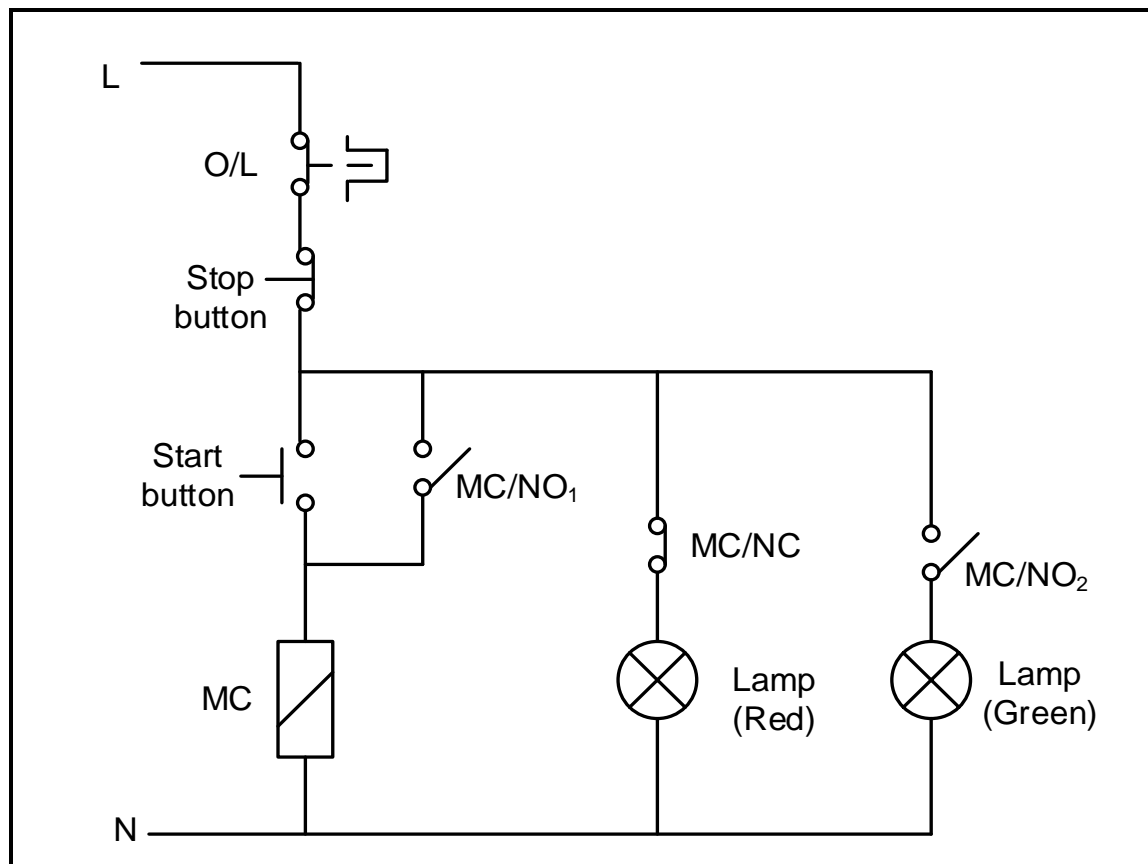 L
O/L
Stop
button
Start
button
MC/NO₁
MC/NC
MC/NO₂
MC
Lamp
(Red)
Lamp
(Green)
N